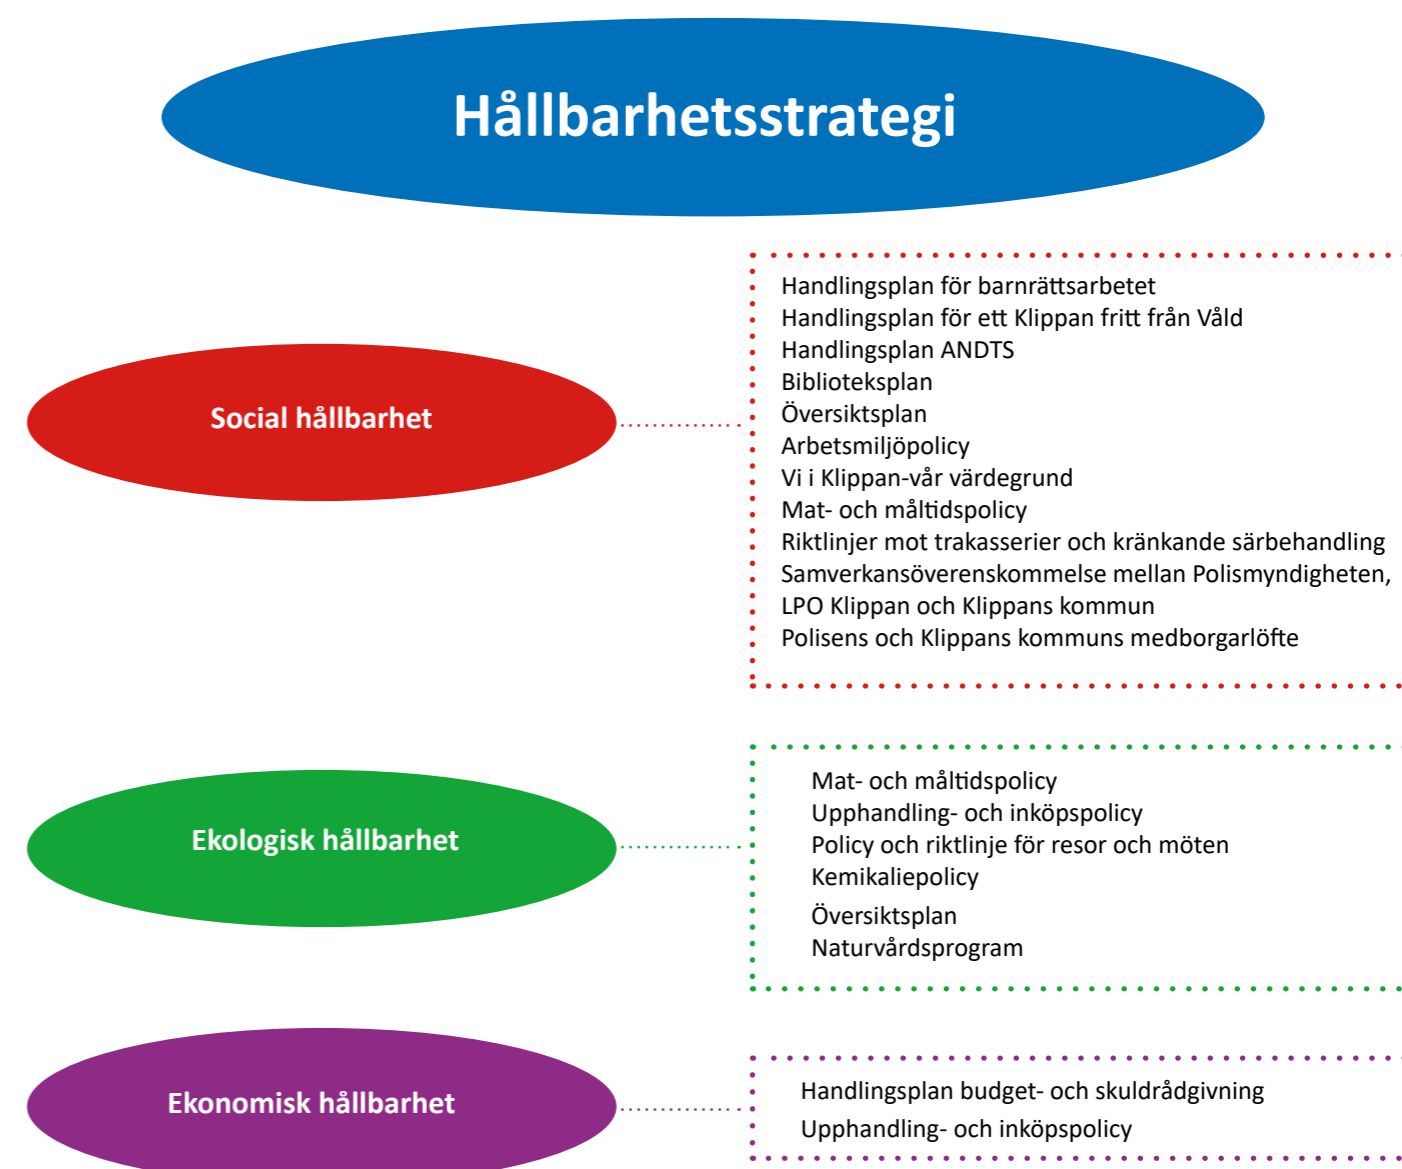 Hållbarhetsstrategi
Social hållbarhet
Handlingsplan för barnrättsarbetet
Handlingsplan för ett Klippan fritt från Våld
Handlingsplan ANDTS
Biblioteksplan
Översiktsplan
Arbetsmiljöpolicy
Vi i Klippan-vår värdegrund
Mat- och måltidspolicy
Riktlinjer mot trakasserier och kränkande särbehandling
Samverkansöverenskommelse mellan Polismyndigheten,
LPO Klippan och Klippans kommun
Polisens och Klippans kommuns medborgarlöfte
Ekologisk hållbarhet
Mat- och måltidspolicy
Upphandling- och inköpspolicy
Policy och riktlinje för resor och möten
Kemikaliepolicy
Översiktsplan
Naturvårdsprogram
Ekonomisk hållbarhet
Handlingsplan budget- och skuldrådgivning
Upphandling- och inköpspolicy